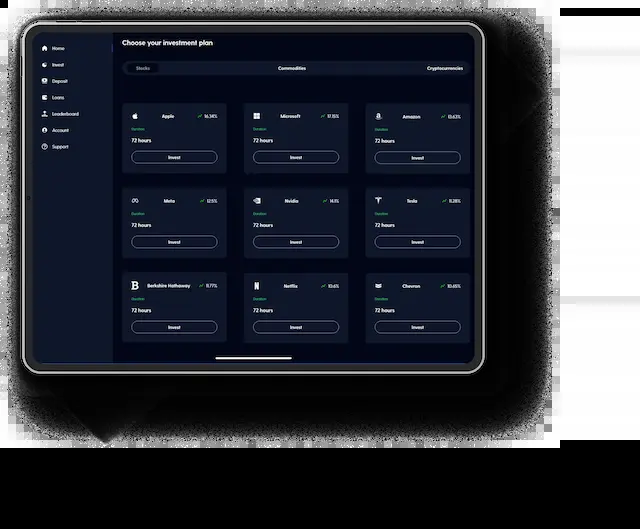 Choose your investment plan
Home
Invest
Deposit
Loans
Leaderboard
Account
Support
Stocks
Commodities
Cryptocurrencies
Apple 16.34%
Duration
72 hours
Invest
Microsoft 17.15%
Duration
72 hours
Invest
Amazon 13.63%
Duration
72 hours
Invest
Meta 12.5%
Duration
72 hours
Invest
Nvidia 14.1%
Duration
72 hours
Invest
Tesla 11.28%
Duration
72 hours
Invest
Berkshire Hathaway 11.77%
Duration
72 hours
Invest
Netflix 10.6%
Duration
72 hours
Invest
Chevron 10.45%
Duration
72 hours
Invest